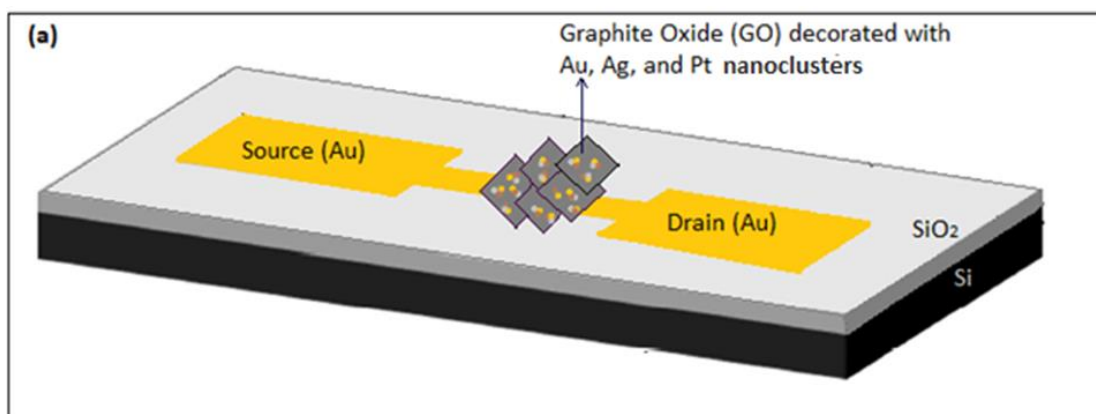 (a)
Graphite Oxide (GO) decorated with
Au, Ag, and Pt nanoclusters
Source (Au)
Drain (Au)
SiO₂
Si